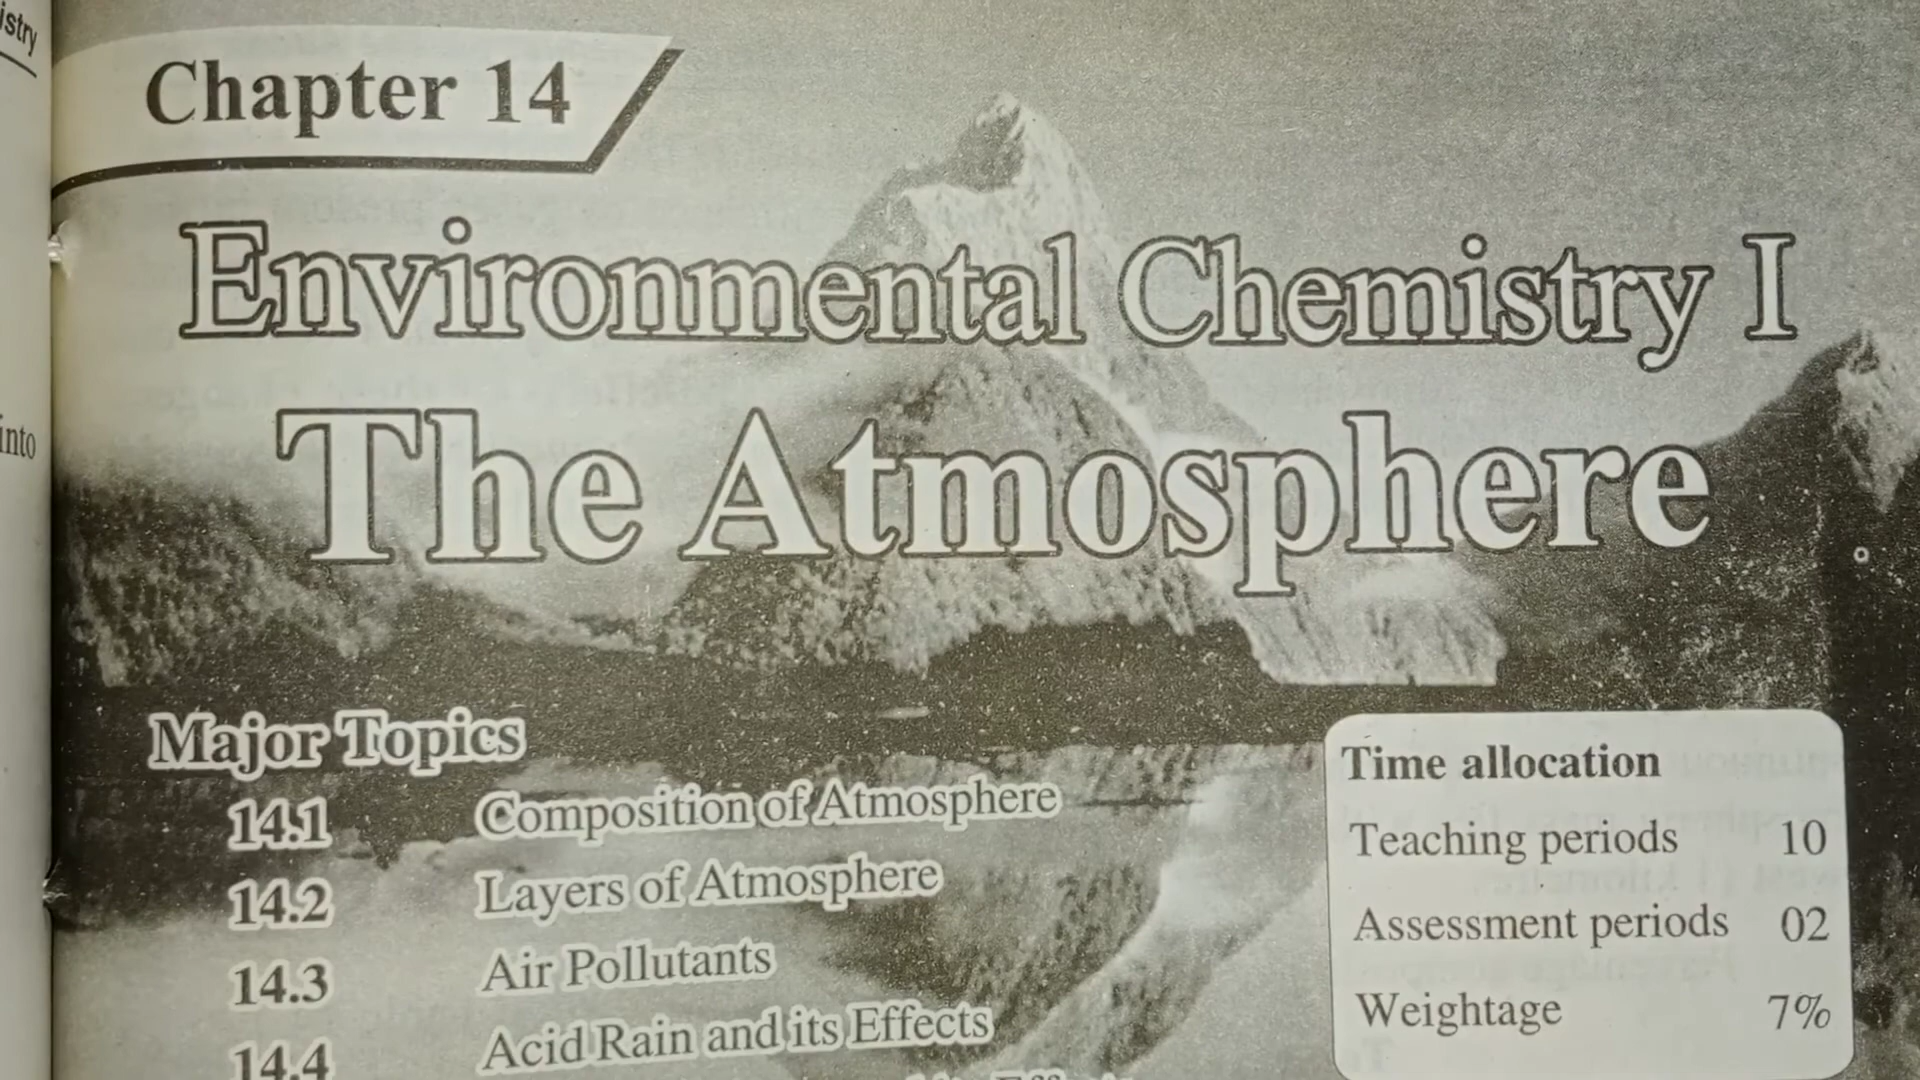 istry
into
Chapter 14
Environmental Chemistry I
The Atmosphere
Major Topics
14.1 Composition of Atmosphere
14.2 Layers of Atmosphere
14.3 Air Pollutants
14.4 Acid Rain and its Effects
Time allocation
Teaching periods 10
Assessment periods 02
Weightage 7%